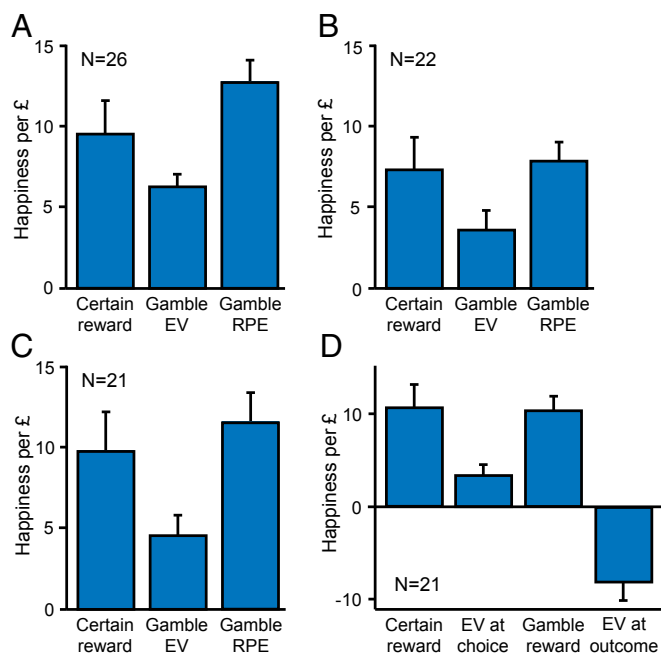 A
Happiness per £
15
10
5
0
N=26
Certain reward
Gamble EV
Gamble RPE
B
Happiness per £
15
10
5
0
N=22
Certain reward
Gamble EV
Gamble RPE
C
Happiness per £
15
10
5
0
N=21
Certain reward
Gamble EV
Gamble RPE
D
Happiness per £
10
0
-10
N=21
Certain reward
EV at choice
Gamble reward
EV at outcome